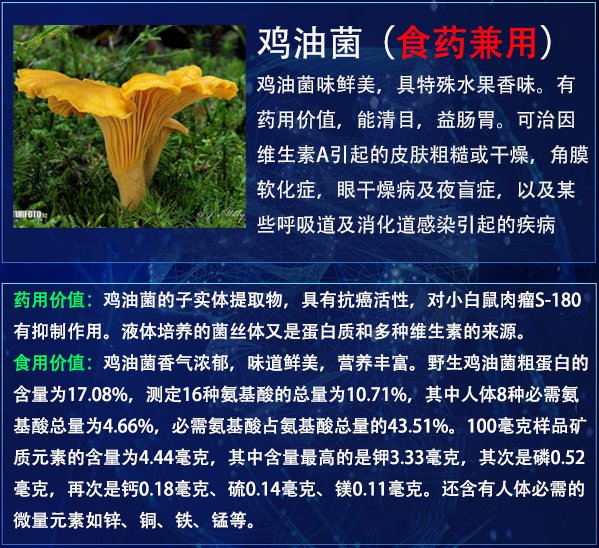 鸡油菌（食药兼用）
鸡油菌味鲜美，具特殊水果香味。有
药用价值，能清目，益肠胃。可治因
维生素A引起的皮肤粗糙或干燥，角膜
软化症，眼干燥病及夜盲症，以及某
些呼吸道及消化道感染引起的疾病
TURFOTO
药用价值：鸡油菌的子实体提取物，具有抗癌活性，对小白鼠肉瘤S-180
有抑制作用。液体培养的菌丝体又是蛋白质和多种维生素的来源。
食用价值：鸡油菌香气浓郁，味道鲜美，营养丰富。野生鸡油菌粗蛋白的
含量为17.08%，测定16种氨基酸的总量为10.71%，其中人体8种必需氨
基酸总量为4.66%，必需氨基酸占氨基酸总量的43.51%。100毫克样品矿
质元素的含量为4.44毫克，其中含量最高的是钾3.33毫克，其次是磷0.52
毫克，再次是钙0.18毫克、硫0.14毫克、镁0.11毫克。还含有人体必需的
微量元素如锌、铜、铁、锰等。